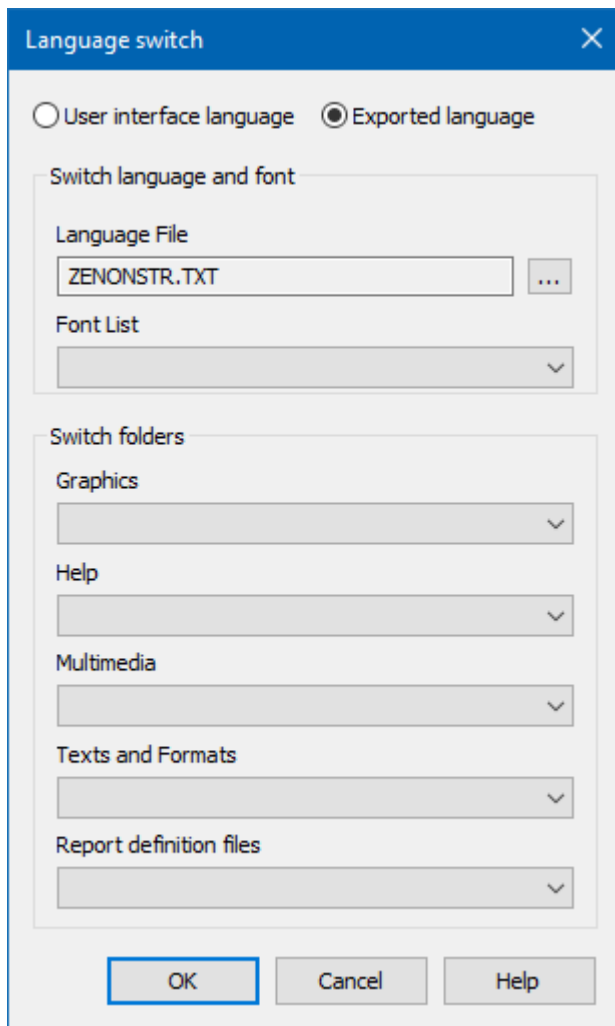 Language switch
User interface language Exported language
Switch language and font
Language File
ZENONSTR.TXT ...
Font List
Switch folders
Graphics
Help
Multimedia
Texts and Formats
Report definition files
OK Cancel Help